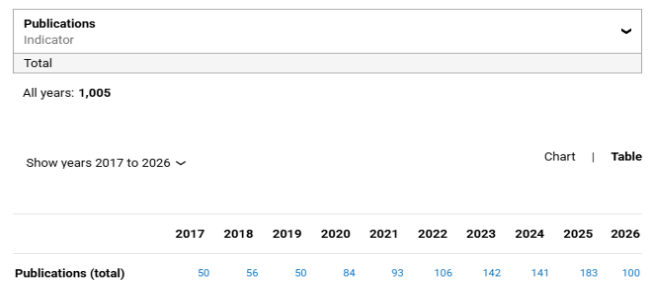 Publications
Indicator
Total
All years: 1,005
Chart | Table
Show years 2017 to 2026
2017 2018 2019 2020 2021 2022 2023 2024 2025 2026
Publications (total) 50 56 50 84 93 106 142 141 183 100